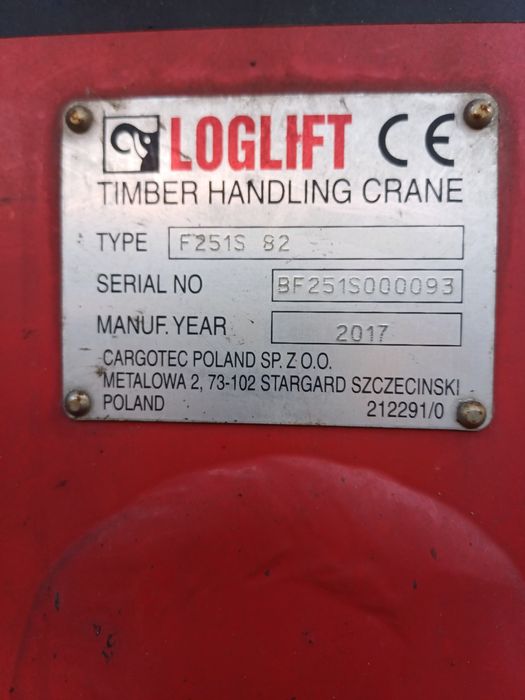 LOGLIFT CE
TIMBER HANDLING CRANE
TYPE F251S 82
SERIAL NO BF251S000093
MANUF. YEAR 2017
CARGOTEC POLAND SP. Z O.O.
METALOWA 2, 73-102 STARGARD SZCZECINSKI
POLAND 212291/0